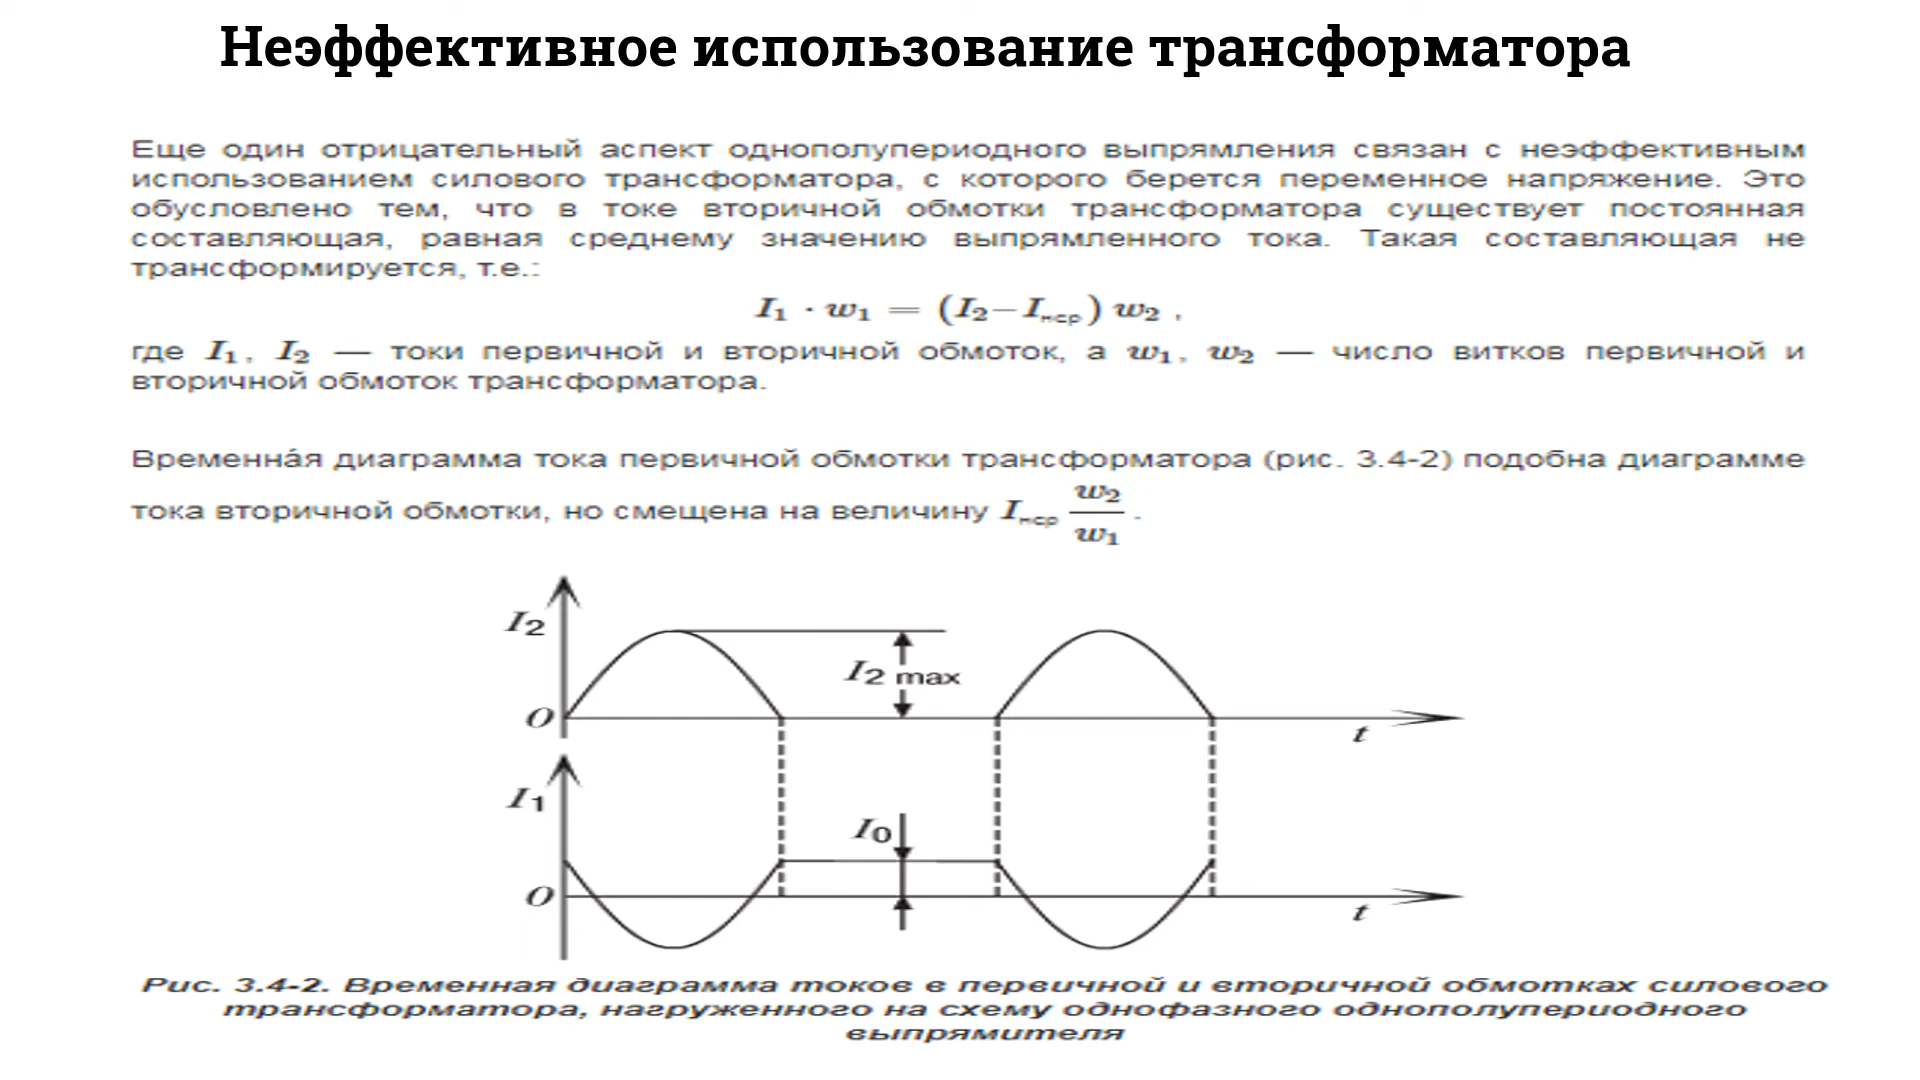 Неэффективное использование трансформатора
Еще один отрицательный аспект однополупериодного выпрямления связан с неэффективным
использованием силового трансформатора, с которого берется переменное напряжение. Это
обусловлено тем, что в токе вторичной обмотки трансформатора существует постоянная
составляющая, равная среднему значению выпрямленного тока. Такая составляющая не
трансформируется, т.е.:
I₁ · w₁ = (I₂−Iнср) w₂ ,
где I₁, I₂ — токи первичной и вторичной обмоток, а w₁, w₂ — число витков первичной и
вторичной обмоток трансформатора.
Временна́я диаграмма тока первичной обмотки трансформатора (рис. 3.4-2) подобна диаграмме
тока вторичной обмотки, но смещена на величину Iнср w₂/w₁ .
I₂
I₂ max
O
t
I₁
I₀
O
t
Рис. 3.4-2. Временная диаграмма токов в первичной и вторичной обмотках силового
трансформатора, нагруженного на схему однофазного однополупериодного
выпрямителя